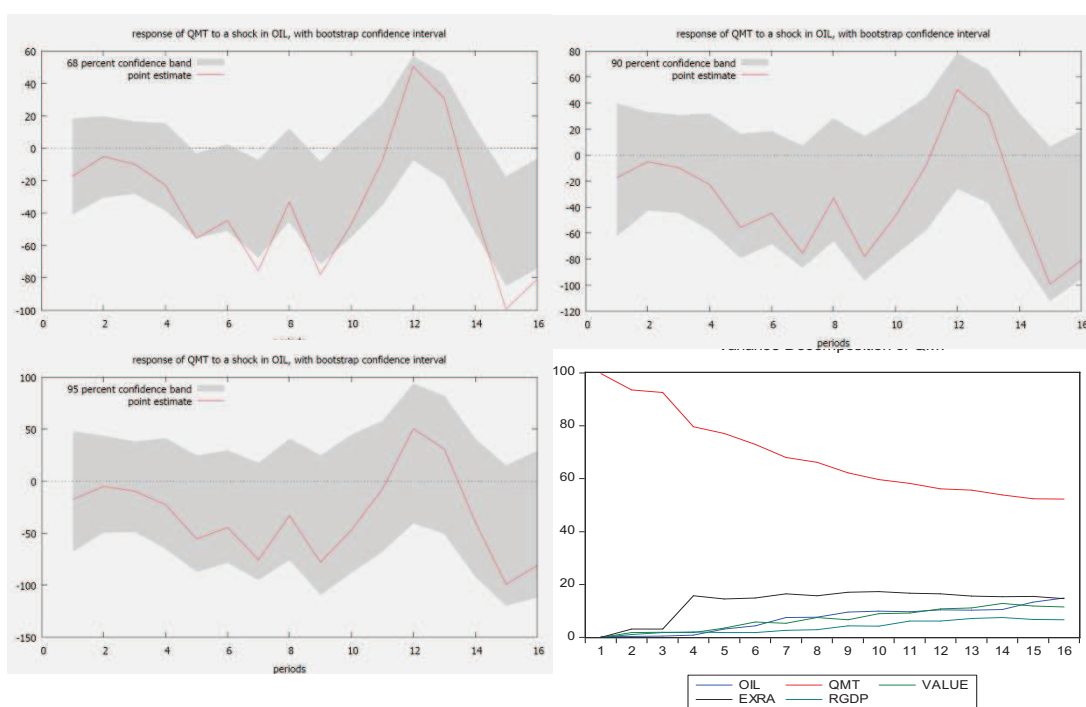 response of QMT to a shock in OIL, with bootstrap confidence interval
60
68 percent confidence band
point estimate
40
20
0
-20
-40
-60
-80
-100
0 2 4 6 8 10 12 14 16
periods
response of QMT to a shock in OIL, with bootstrap confidence interval
80
90 percent confidence band
point estimate
60
40
20
0
-20
-40
-60
-80
-100
-120
0 2 4 6 8 10 12 14 16
periods
response of QMT to a shock in OIL, with bootstrap confidence interval
100
95 percent confidence band
point estimate
50
0
-50
-100
-150
0 2 4 6 8 10 12 14 16
periods
Variance Decomposition of QMT
100
80
60
40
20
0
1 2 3 4 5 6 7 8 9 10 11 12 13 14 15 16
OIL QMT VALUE
EXRA RGDP